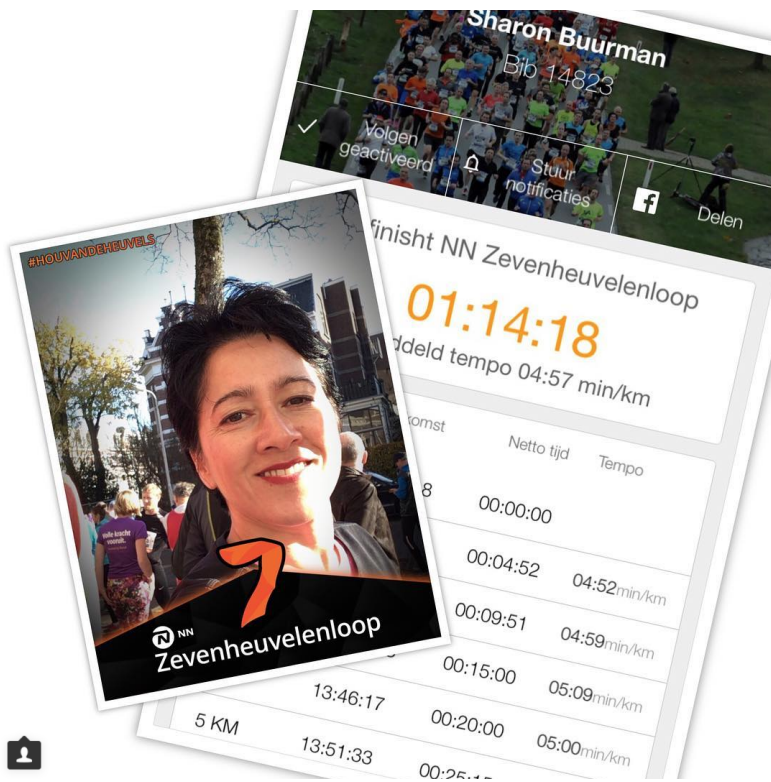 Sharon Buurman
Bib 14823
Volgen
geactiveerd
Stuur
notificaties
Delen
finisht NN Zevenheuvelenloop
01:14:18
tempo 04:57 min/km
Netto tijd
Tempo
8
00:00:00
00:04:52
04:52min/km
00:09:51
04:59min/km
00:15:00
05:09min/km
13:46:17
00:20:00
05:00min/km
5 KM
13:51:33
#HOUVANDEHEUVELS
volle kracht
vooruit.
7
NN
Zevenheuvelenloop